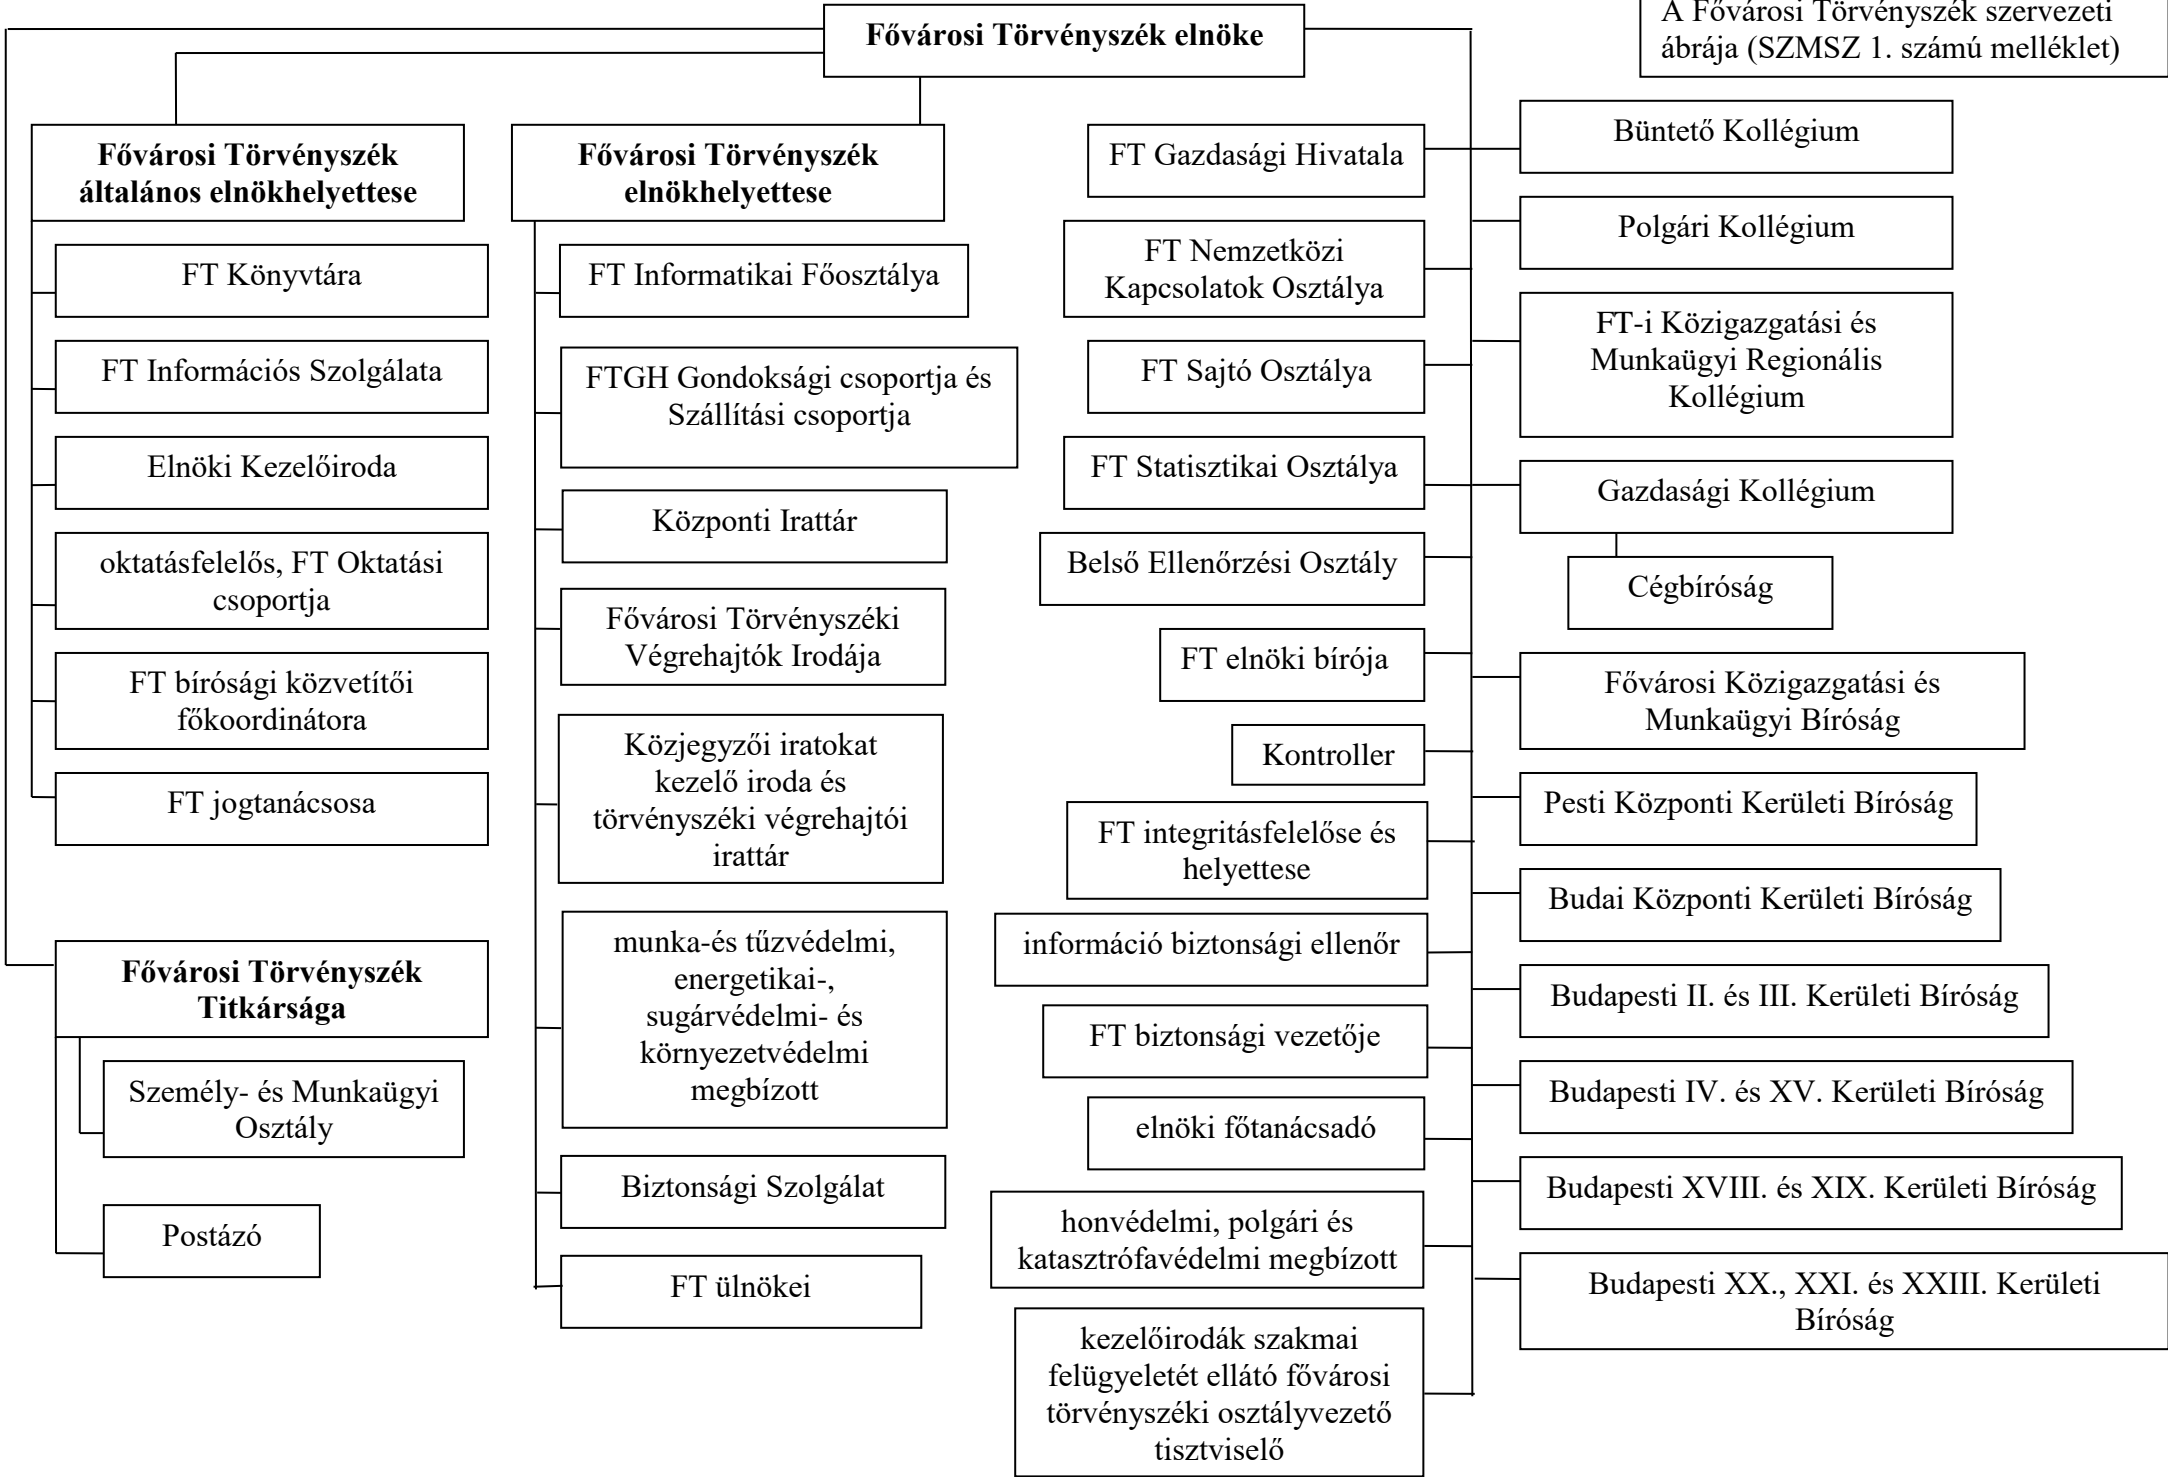 Fővárosi Törvényszék elnöke
A Fővárosi Törvényszék szervezeti
ábrája (SZMSZ 1. számú melléklet)
Fővárosi Törvényszék
általános elnökhelyettese
FT Könyvtára
FT Információs Szolgálata
Elnöki Kezelőiroda
oktatásfelelős, FT Oktatási
csoportja
FT bírósági közvetítői
főkoordinátora
FT jogtanácsosa
Fővárosi Törvényszék
Titkársága
Személy- és Munkaügyi
Osztály
Postázó
Fővárosi Törvényszék
elnökhelyettese
FT Informatikai Főosztálya
FTGH Gondoksági csoportja és
Szállítási csoportja
Központi Irattár
Fővárosi Törvényszéki
Végrehajtók Irodája
Közjegyzői iratokat
kezelő iroda és
törvényszéki végrehajtói
irattár
munka-és tűzvédelmi,
energetikai-,
sugárvédelmi- és
környezetvédelmi
megbízott
Biztonsági Szolgálat
FT ülnökei
FT Gazdasági Hivatala
FT Nemzetközi
Kapcsolatok Osztálya
FT Sajtó Osztálya
FT Statisztikai Osztálya
Belső Ellenőrzési Osztály
FT elnöki bírója
Kontroller
FT integritásfelelőse és
helyettese
információ biztonsági ellenőr
FT biztonsági vezetője
elnöki főtanácsadó
honvédelmi, polgári és
katasztrófavédelmi megbízott
kezelőirodák szakmai
felügyeletét ellátó fővárosi
törvényszéki osztályvezető
tisztviselő
Büntető Kollégium
Polgári Kollégium
FT-i Közigazgatási és
Munkaügyi Regionális
Kollégium
Gazdasági Kollégium
Cégbíróság
Fővárosi Közigazgatási és
Munkaügyi Bíróság
Pesti Központi Kerületi Bíróság
Budai Központi Kerületi Bíróság
Budapesti II. és III. Kerületi Bíróság
Budapesti IV. és XV. Kerületi Bíróság
Budapesti XVIII. és XIX. Kerületi Bíróság
Budapesti XX., XXI. és XXIII. Kerületi
Bíróság